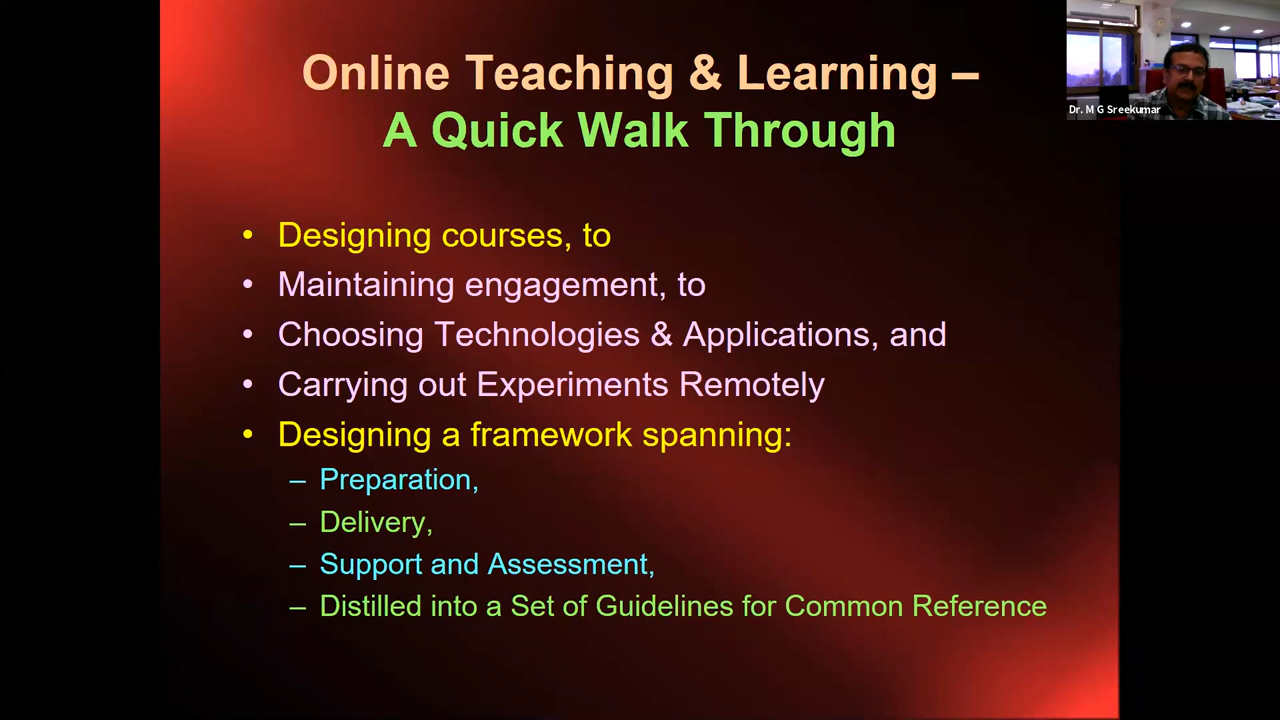 Online Teaching & Learning –
A Quick Walk Through
Dr. M G Sreekumar
• Designing courses, to
• Maintaining engagement, to
• Choosing Technologies & Applications, and
• Carrying out Experiments Remotely
• Designing a framework spanning:
– Preparation,
– Delivery,
– Support and Assessment,
– Distilled into a Set of Guidelines for Common Reference